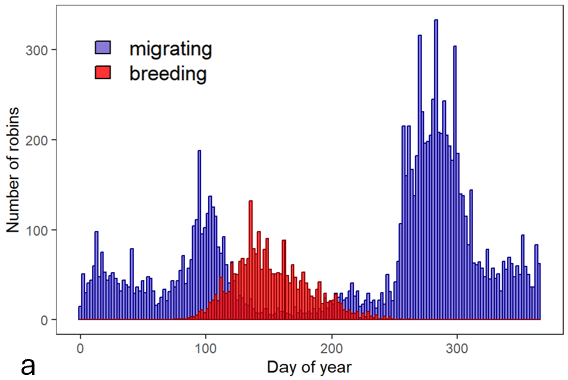 migrating
breeding
Number of robins
300
200
100
0
0 100 200 300
Day of year
a